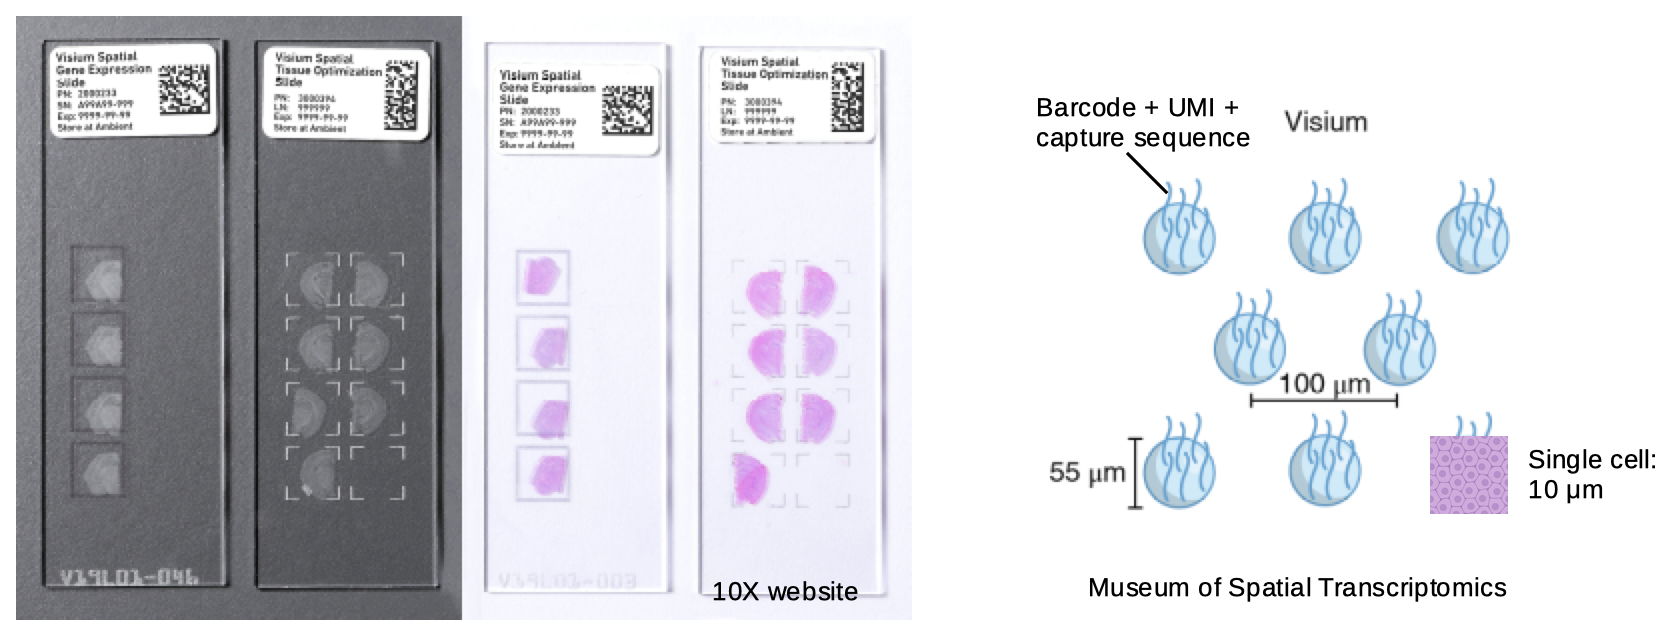 Visium Spatial
Gene Expression
Slide
PN: 2000233
SN: A99A99-999
Exp: 9999-99-99
Store at Ambient
Visium Spatial
Tissue Optimization
Slide
PN: 3000394
LN: 999999
Exp: 9999-99-99
Store at Ambient
V19L01-046
Visium Spatial
Gene Expression
Slide
PN: 2000233
SN: A99A99-999
Exp: 9999-99-99
Store at Ambient
Visium Spatial
Tissue Optimization
Slide
PN: 3000394
LN: 999999
Exp: 9999-99-99
Store at Ambient
V19L01-003
10X website
Barcode + UMI +
capture sequence
Visium
100 µm
55 µm
Single cell:
10 µm
Museum of Spatial Transcriptomics